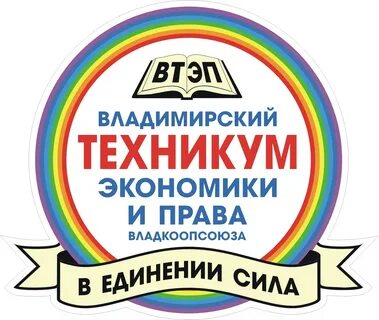 ВТЭП
ВЛАДИМИРСКИЙ
ТЕХНИКУМ
ЭКОНОМИКИ
И ПРАВА
ВЛАДКООПСОЮЗА
В ЕДИНЕНИИ СИЛА